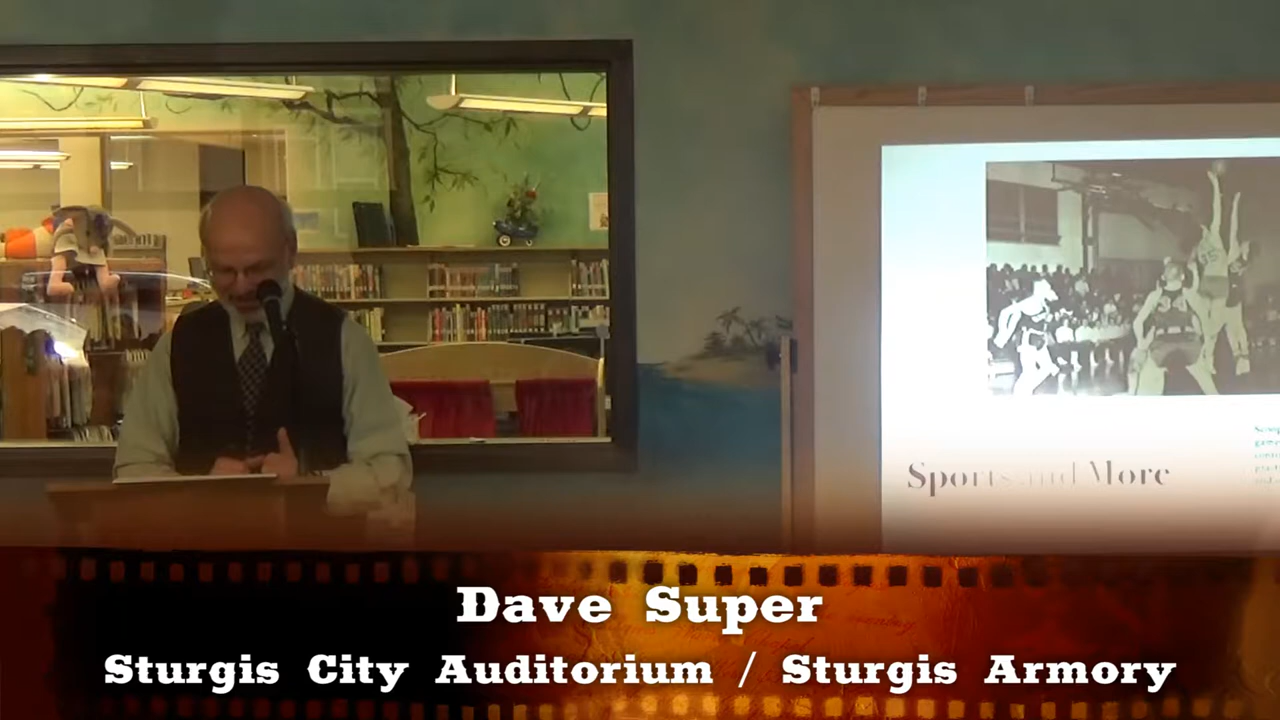 Sports and More
Dave Super
Sturgis City Auditorium / Sturgis Armory